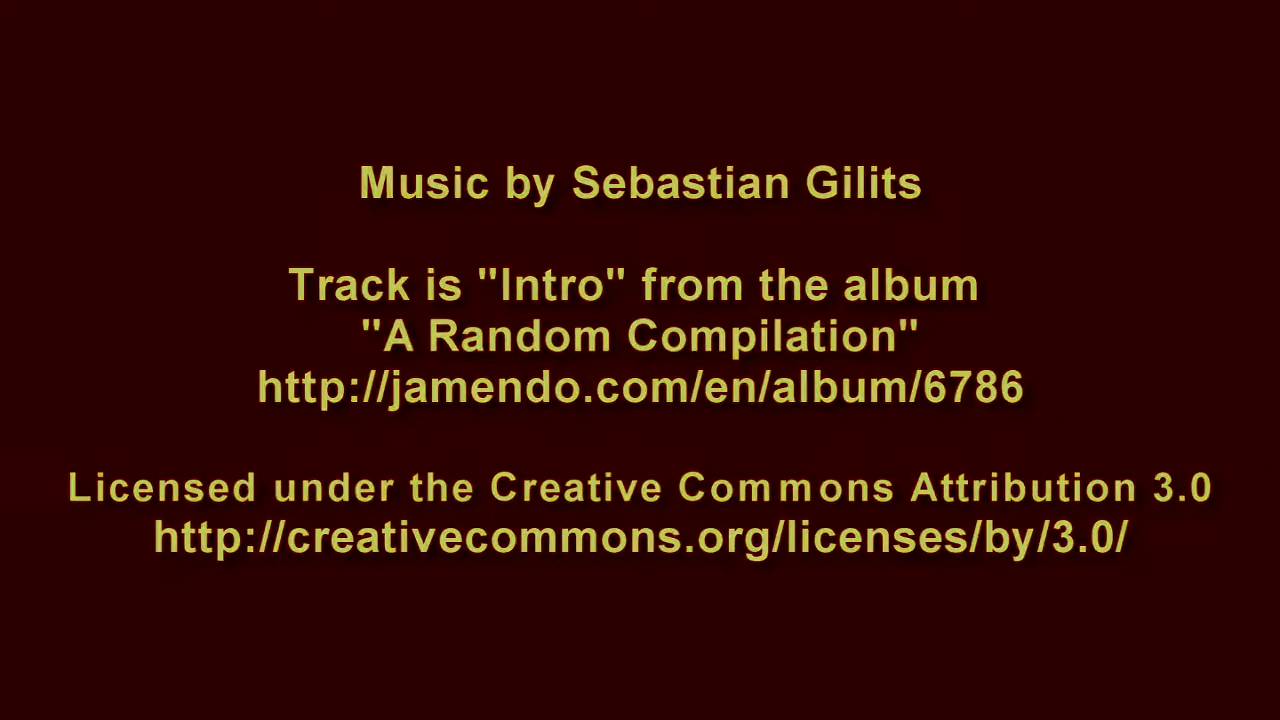 Music by Sebastian Gilits
Track is "Intro" from the album
"A Random Compilation"
http://jamendo.com/en/album/6786
Licensed under the Creative Commons Attribution 3.0
http://creativecommons.org/licenses/by/3.0/